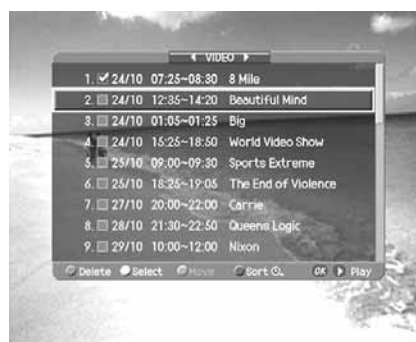 ◀ VIDEO ▶
1. ✔ 24/10 07:25~08:30 8 Mile
2. 24/10 12:35~14:20 Beautiful Mind
3. 24/10 01:05~01:25 Big
4. 24/10 15:25~18:50 World Video Show
5. 25/10 09:00~09:30 Sports Extreme
6. 25/10 18:25~19:05 The End of Violence
7. 27/10 20:00~22:00 Carrie
8. 28/10 21:30~22:50 Queens Logic
9. 29/10 10:00~12:00 Nixon
Delete Select Move Sort OK ▶ Play